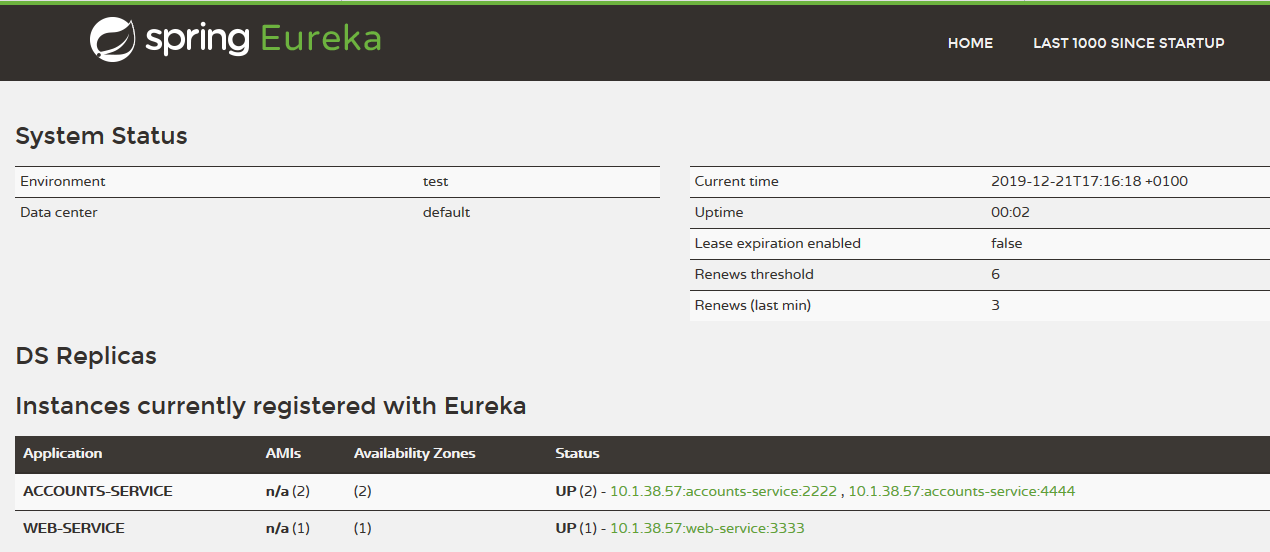 spring Eureka
HOME LAST 1000 SINCE STARTUP
System Status
Environment test
Data center default
Current time 2019-12-21T17:16:18 +0100
Uptime 00:02
Lease expiration enabled false
Renews threshold 6
Renews (last min) 3
DS Replicas
Instances currently registered with Eureka
Application AMIs Availability Zones Status
ACCOUNTS-SERVICE n/a (2) (2) UP (2) - 10.1.38.57:accounts-service:2222 , 10.1.38.57:accounts-service:4444
WEB-SERVICE n/a (1) (1) UP (1) - 10.1.38.57:web-service:3333